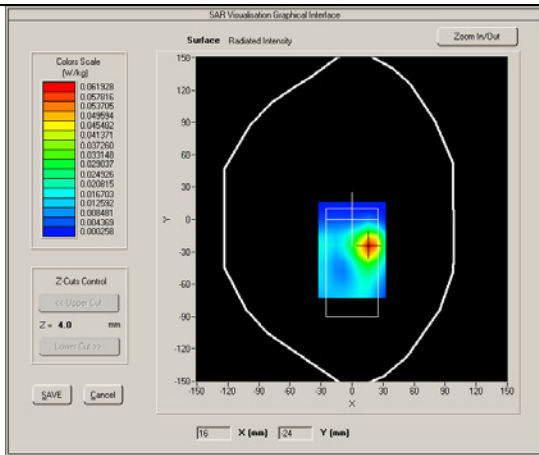 SAR Visualisation Graphical Interface
Surface Radiated Intensity
Zoom In/Out
Colors Scale
(W/kg)
0.061928
0.057816
0.053705
0.049594
0.045482
0.041371
0.037260
0.033148
0.029037
0.024926
0.020815
0.016703
0.012592
0.008481
0.004369
0.000258
Z Cuts Control
<< Upper Cut
Z = 4.0 mm
Lower Cut >>
SAVE Cancel
150-
120-
90-
60-
30-
0-
-30-
-60-
-90-
-120-
-150-
Y
-150 -120 -90 -60 -30 0 30 60 90 120 150
X
16 X (mm) -24 Y (mm)